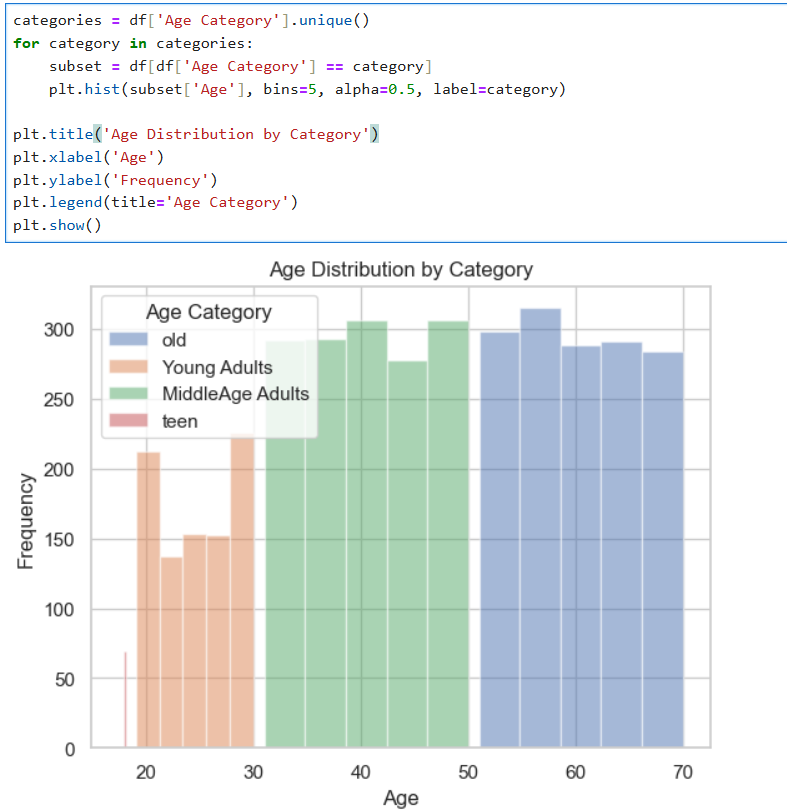 categories = df['Age Category'].unique()
for category in categories:
    subset = df[df['Age Category'] == category]
    plt.hist(subset['Age'], bins=5, alpha=0.5, label=category)
plt.title('Age Distribution by Category')
plt.xlabel('Age')
plt.ylabel('Frequency')
plt.legend(title='Age Category')
plt.show()
Age Distribution by Category
Age Category
old
Young Adults
MiddleAge Adults
teen
Frequency
300
250
200
150
100
50
0
20 30 40 50 60 70
Age